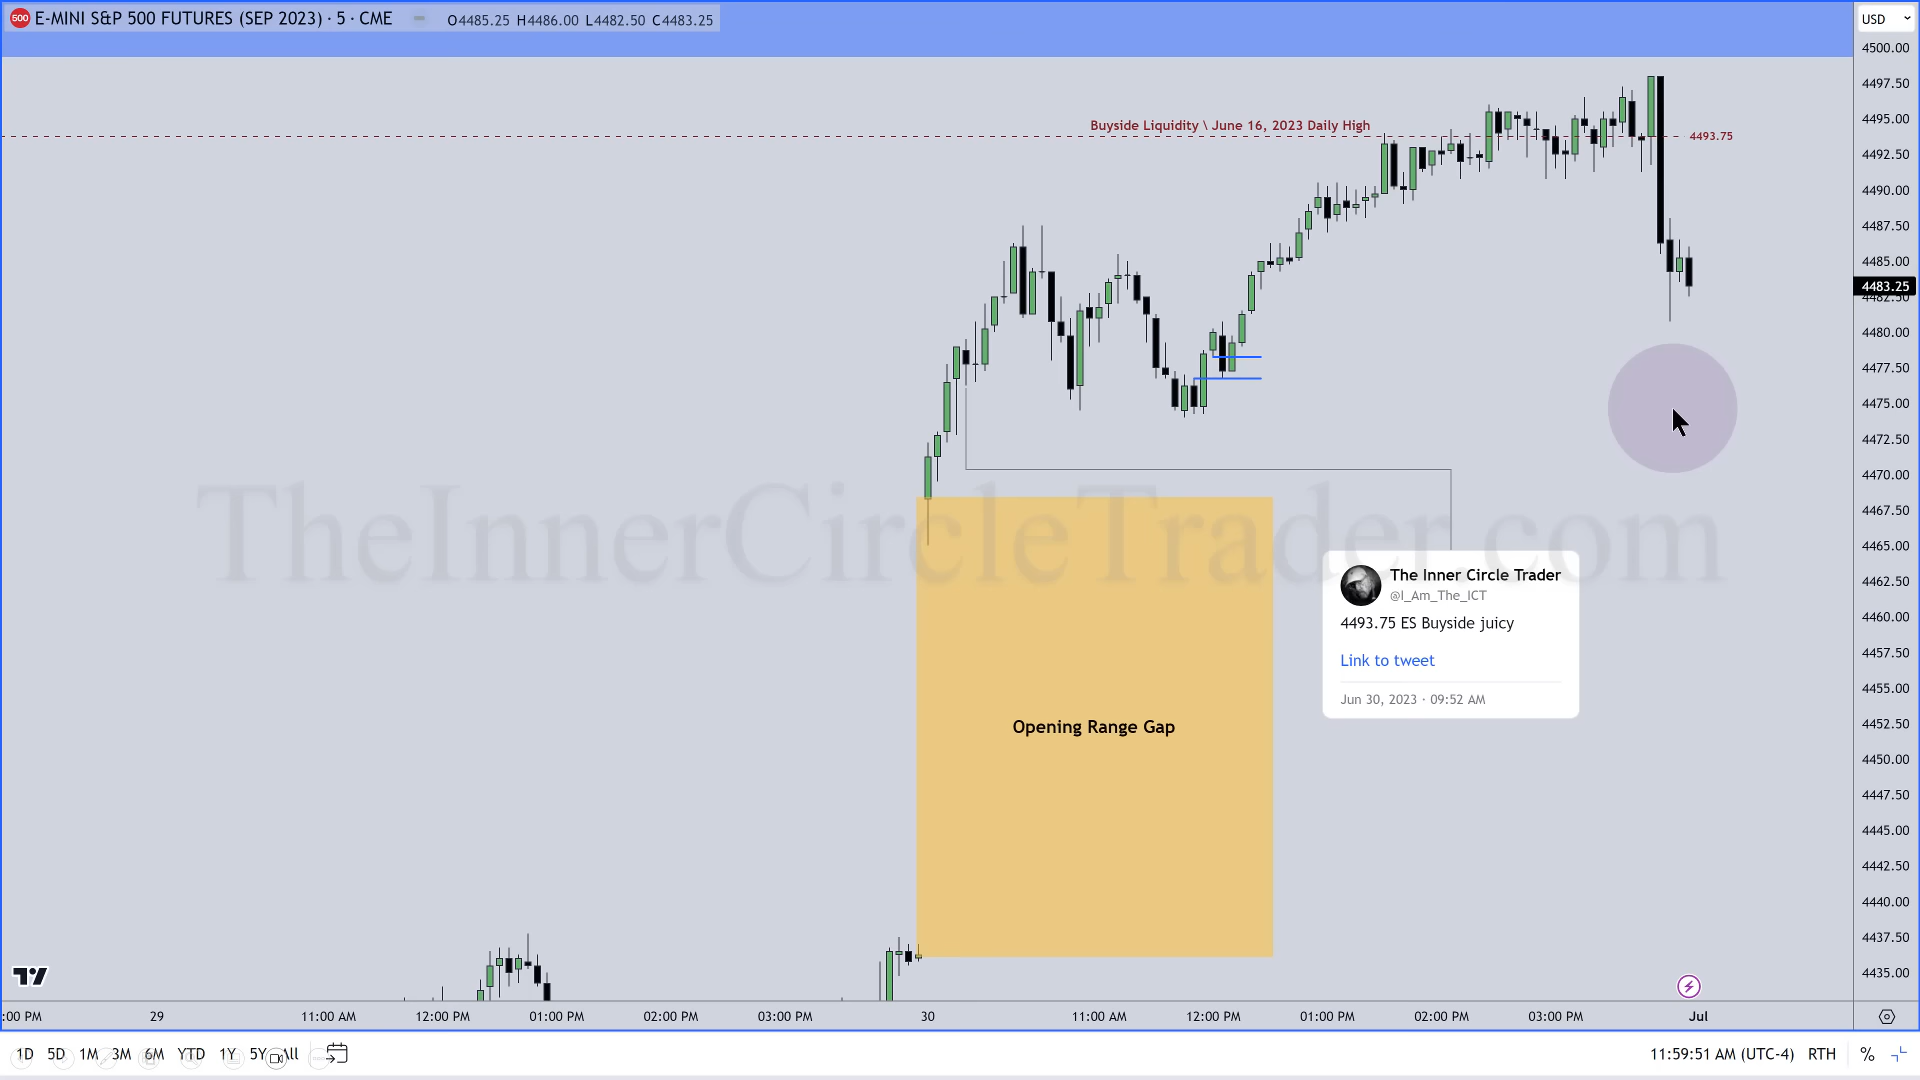 E-MINI S&P 500 FUTURES (SEP 2023) · 5 · CME
O4485.25 H4486.00 L4482.50 C4483.25
USD
4500.00
4497.50
Buyside Liquidity \ June 16, 2023 Daily High
4495.00
4493.75
4492.50
4490.00
4487.50
4485.00
4483.25
4482.50
4480.00
4477.50
4475.00
4472.50
4470.00
4467.50
TheInnerCircleTrader.com
4465.00
4462.50
4460.00
4457.50
4455.00
4452.50
4450.00
4447.50
4445.00
4442.50
4440.00
4437.50
4435.00
The Inner Circle Trader
@I_Am_The_ICT
4493.75 ES Buyside juicy
Link to tweet
Jun 30, 2023 · 09:52 AM
Opening Range Gap
:00 PM 29 11:00 AM 12:00 PM 01:00 PM 02:00 PM 03:00 PM 30 11:00 AM 12:00 PM 01:00 PM 02:00 PM 03:00 PM Jul
1D 5D 1M 3M 6M YTD 1Y 5Y All
11:59:51 AM (UTC-4) RTH %